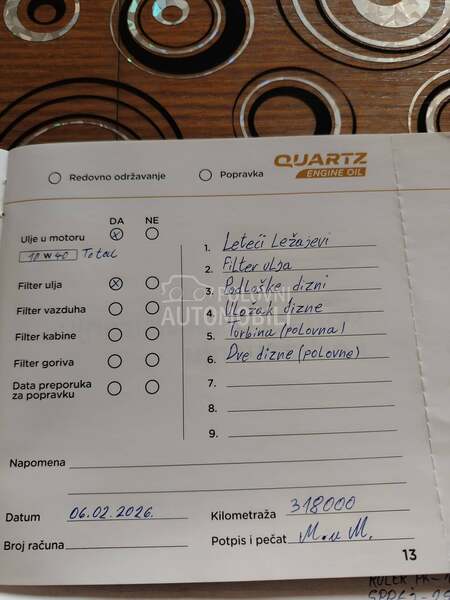 QUARTZ
ENGINE OIL
Redovno održavanje
Popravka
DA NE
Ulje u motoru
10 W 40 Total
Filter ulja
Filter vazduha
Filter kabine
Filter goriva
Data preporuka
za popravku
1. Leteći Ležajevi
2. Filter ulja
3. Podloške dizni
4. Uložak dizne
5. Turbina (polovna)
6. Dve dizne (polovne)
7.
8.
9.
POLOVNI
AUTOMOBILI
Napomena
Datum 06.02.2026.
Kilometraža 318000
Broj računa
Potpis i pečat M. u M.
13